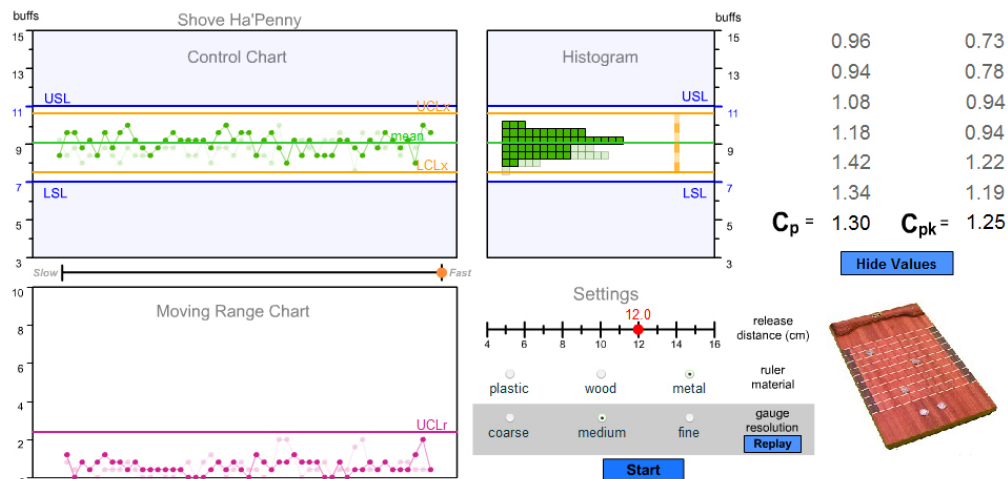 Shove Ha'Penny
buffs
buffs
Control Chart
Histogram
15
13
11
9
7
5
3
USL
UCLx
mean
LCLx
LSL
USL
LSL
15
13
11
9
7
5
3
0.96 0.73
0.94 0.78
1.08 0.94
1.18 0.94
1.42 1.22
1.34 1.19
Cp = 1.30 Cpk = 1.25
Hide Values
Slow Fast
Moving Range Chart
10
8
6
4
2
UCLr
Settings
12.0
4 6 8 10 12 14 16
release
distance (cm)
plastic wood metal
ruler
material
coarse medium fine
gauge
resolution
Replay
Start